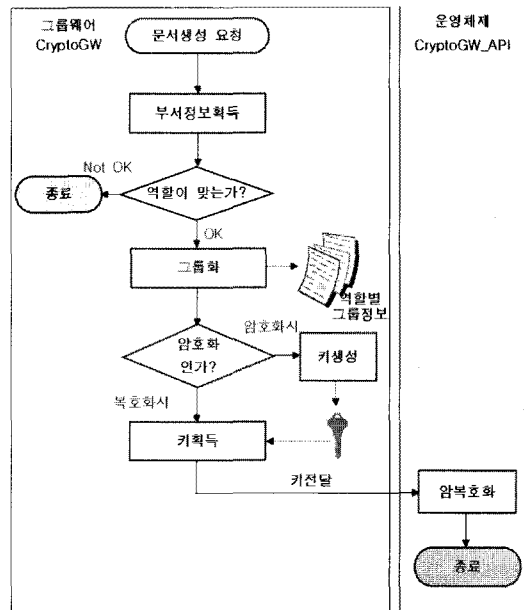 그룹웨어
CryptoGW
운영체제
CryptoGW_API
문서생성 요청
부서정보획득
Not OK
종료
역할이 맞는가?
OK
그룹화
역할별
그룹정보
암호화시
암호화
인가?
키생성
복호화시
키획득
키전달
암복호화
종료